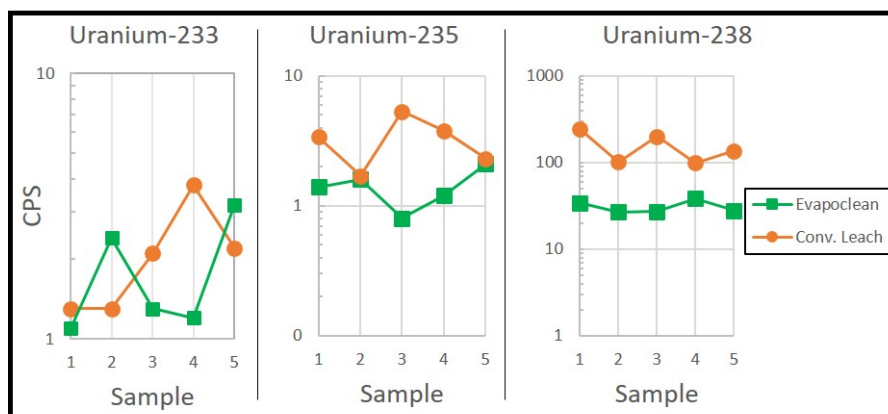 Uranium-233
Uranium-235
Uranium-238
CPS
10
1
1 2 3 4 5
Sample
10
1
0
1 2 3 4 5
Sample
1000
100
10
1
1 2 3 4 5
Sample
Evapoclean
Conv. Leach